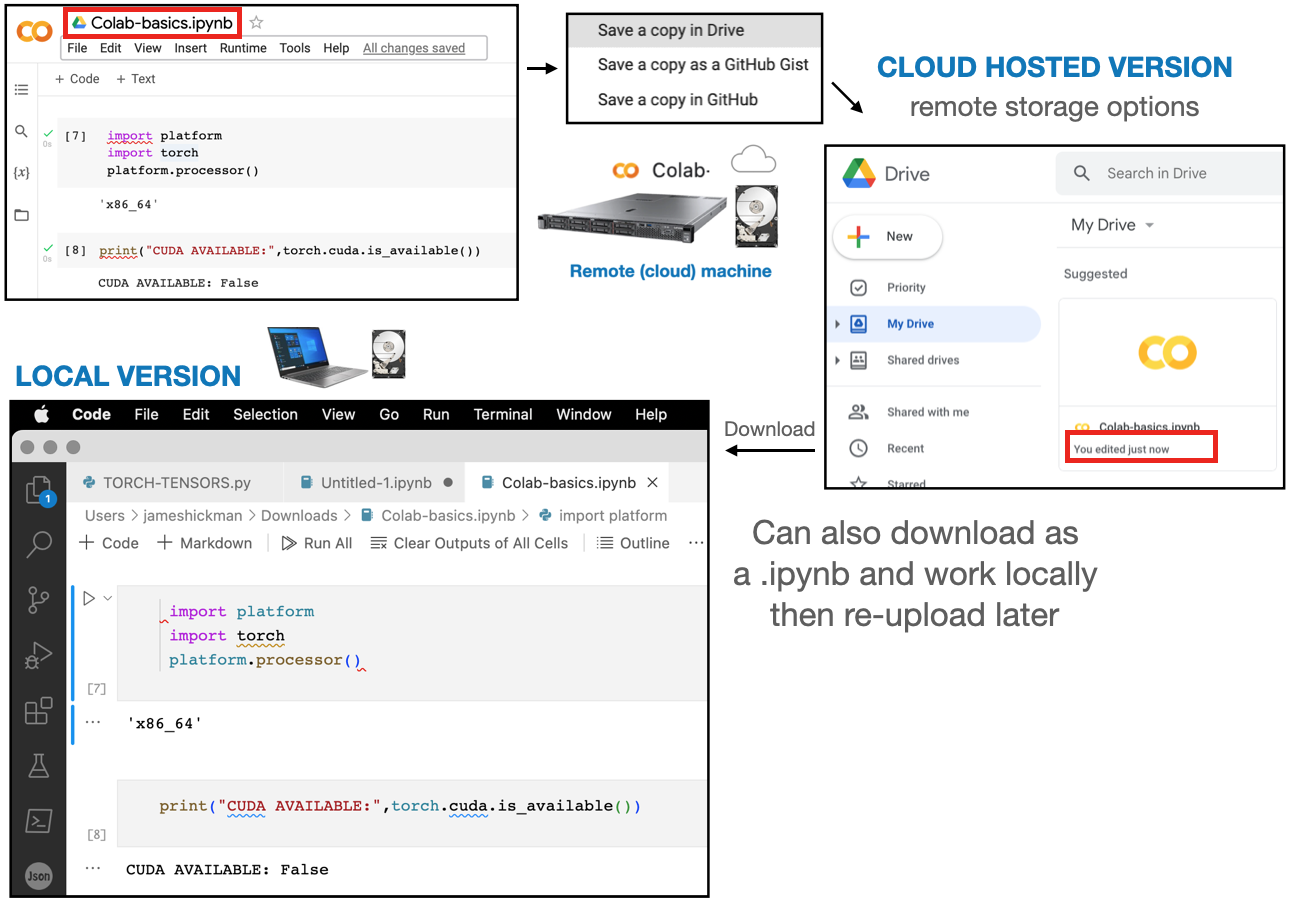 Colab-basics.ipynb
File Edit View Insert Runtime Tools Help All changes saved
+ Code + Text
[7] import platform
import torch
platform.processor()
0s
{x}
'x86_64'
[8] print("CUDA AVAILABLE:",torch.cuda.is_available())
0s
CUDA AVAILABLE: False
Save a copy in Drive
Save a copy as a GitHub Gist
Save a copy in GitHub
CLOUD HOSTED VERSION
remote storage options
Colab
Remote (cloud) machine
Drive
Search in Drive
New
My Drive
Suggested
Priority
My Drive
Shared drives
Shared with me
Recent
Starred
Colab-basics.ipynb
You edited just now
Download
Can also download as
a .ipynb and work locally
then re-upload later
LOCAL VERSION
Code File Edit Selection View Go Run Terminal Window Help
1
TORCH-TENSORS.py Untitled-1.ipynb Colab-basics.ipynb
Users > jameshickman > Downloads > Colab-basics.ipynb > import platform
+ Code + Markdown Run All Clear Outputs of All Cells Outline ...
import platform
import torch
platform.processor()
[7]
... 'x86_64'
print("CUDA AVAILABLE:",torch.cuda.is_available())
[8]
... CUDA AVAILABLE: False
Json